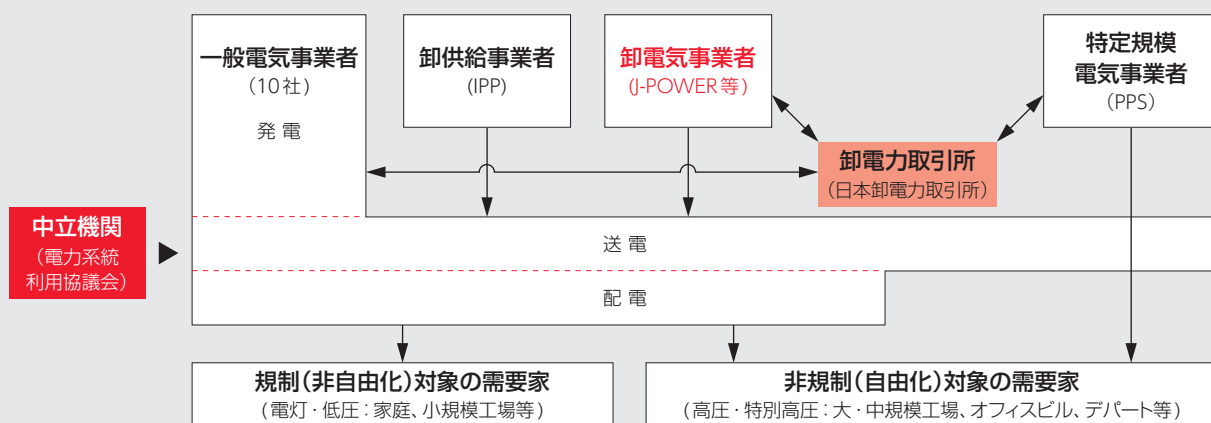 一般電気事業者
（10社）
発電
卸供給事業者
(IPP)
卸電気事業者
(J-POWER等)
特定規模
電気事業者
(PPS)
卸電力取引所
（日本卸電力取引所）
中立機関
（電力系統
利用協議会）
送電
配電
規制（非自由化）対象の需要家
（電灯・低圧：家庭、小規模工場等）
非規制（自由化）対象の需要家
（高圧・特別高圧：大・中規模工場、オフィスビル、デパート等）